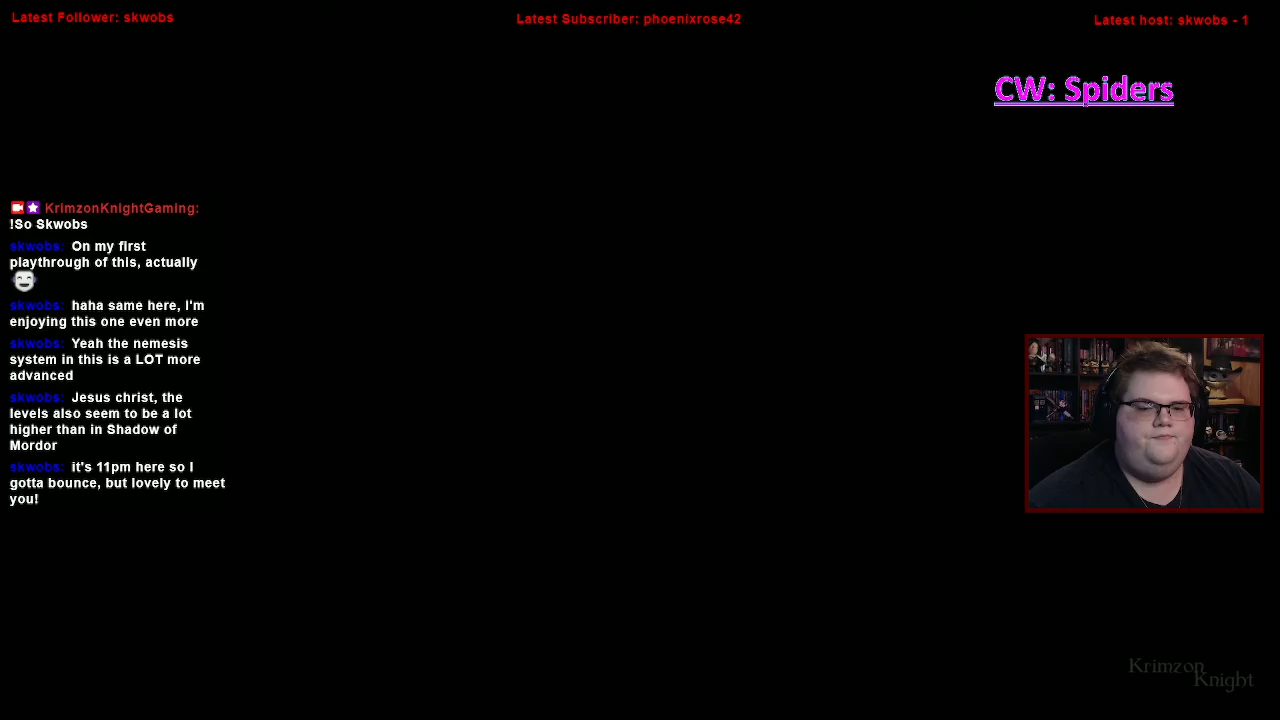 Latest Follower: skwobs
Latest Subscriber: phoenixrose42
Latest host: skwobs - 1
CW: Spiders
KrimzonKnightGaming:
!So Skwobs
skwobs: On my first
playthrough of this, actually
skwobs: haha same here, I'm
enjoying this one even more
skwobs: Yeah the nemesis
system in this is a LOT more
advanced
skwobs: Jesus christ, the
levels also seem to be a lot
higher than in Shadow of
Mordor
skwobs: it's 11pm here so I
gotta bounce, but lovely to meet
you!
Krimzon
Knight